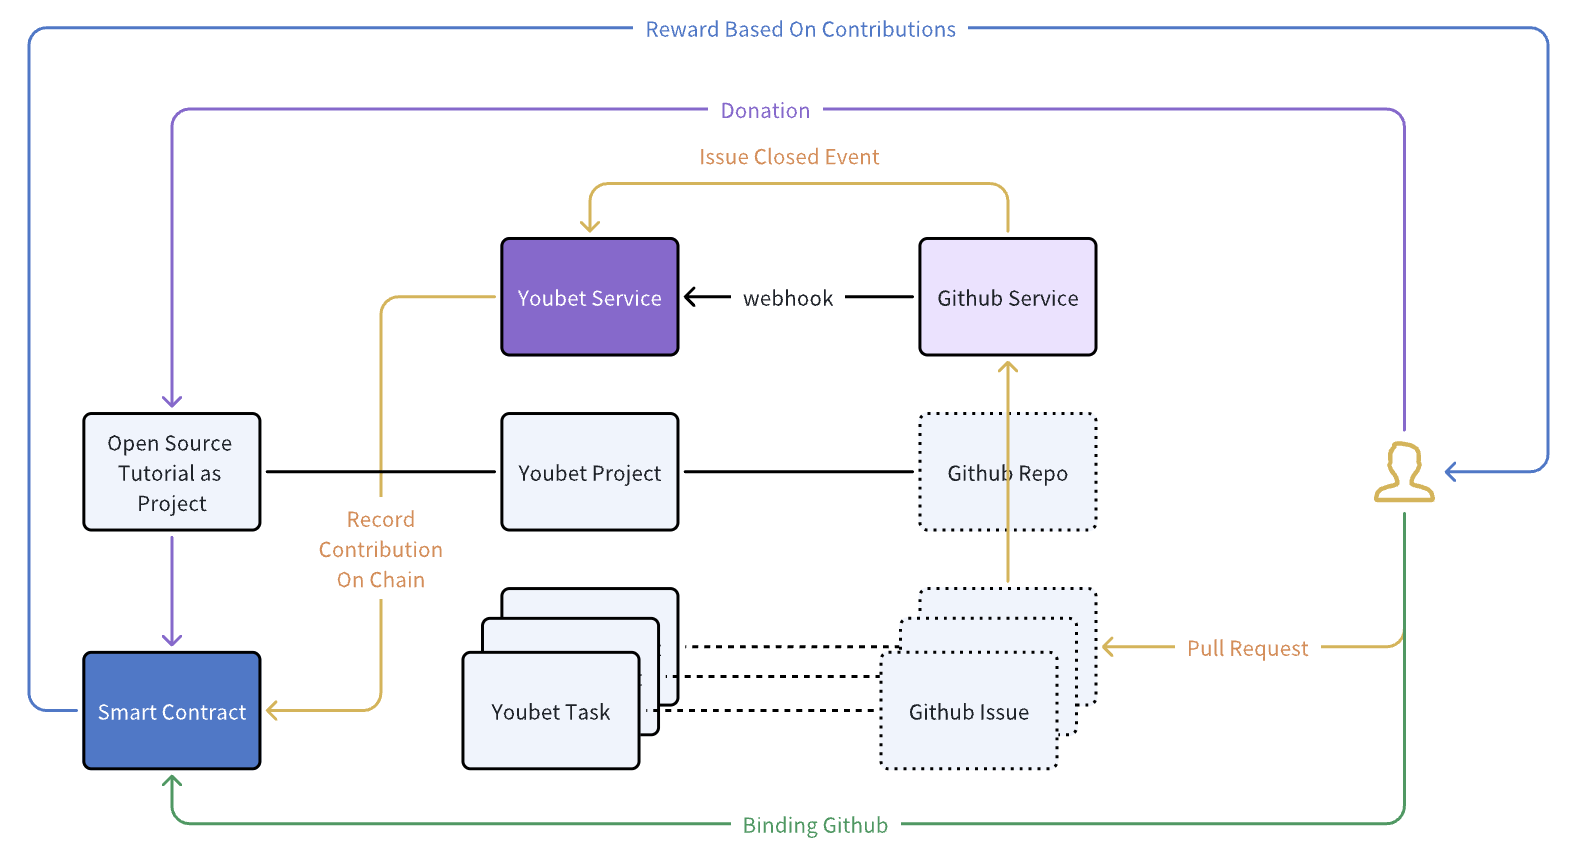 Reward Based On Contributions
Donation
Issue Closed Event
Youbet Service
webhook
Github Service
Open Source
Tutorial as
Project
Youbet Project
Github Repo
Record
Contribution
On Chain
Pull Request
Smart Contract
Youbet Task
Github Issue
Binding Github